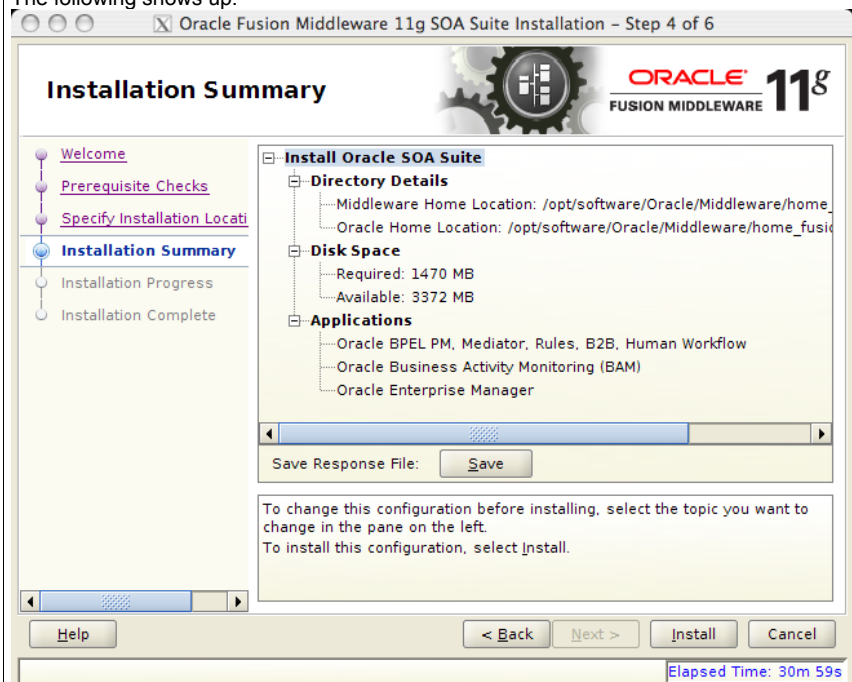 The following shows up:
Oracle Fusion Middleware 11g SOA Suite Installation – Step 4 of 6
Installation Summary
ORACLE
FUSION MIDDLEWARE
11g
Welcome
Prerequisite Checks
Specify Installation Locati
Installation Summary
Installation Progress
Installation Complete
Install Oracle SOA Suite
Directory Details
Middleware Home Location: /opt/software/Oracle/Middleware/home_
Oracle Home Location: /opt/software/Oracle/Middleware/home_fusio
Disk Space
Required: 1470 MB
Available: 3372 MB
Applications
Oracle BPEL PM, Mediator, Rules, B2B, Human Workflow
Oracle Business Activity Monitoring (BAM)
Oracle Enterprise Manager
Save Response File: Save
To change this configuration before installing, select the topic you want to
change in the pane on the left.
To install this configuration, select Install.
Help < Back Next > Install Cancel
Elapsed Time: 30m 59s